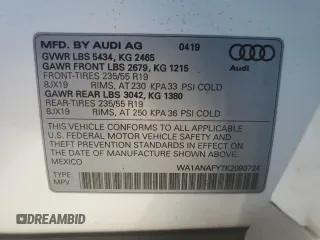 MFD. BY AUDI AG 04 19
GVWR LBS 5434, KG 2465
GAWR FRONT LBS 2679, KG 1215
FRONT-TIRES 235/55 R19
8JX19 RIMS, AT 230 KPA 33 PSI COLD
GAWR REAR LBS 3042, KG 1380
REAR-TIRES 235/55 R19
8JX19 RIMS, AT 250 KPA 36 PSI COLD
Audi
THIS VEHICLE CONFORMS TO ALL APPLICABLE
U.S. FEDERAL MOTOR VEHICLE SAFETY AND
THEFT PREVENTION STANDARDS IN EFFECT ON
THE DATE OF MANUFACTURE SHOWN ABOVE.
MEXICO WA1ANAFY7K2093724
TYPE:
MPV